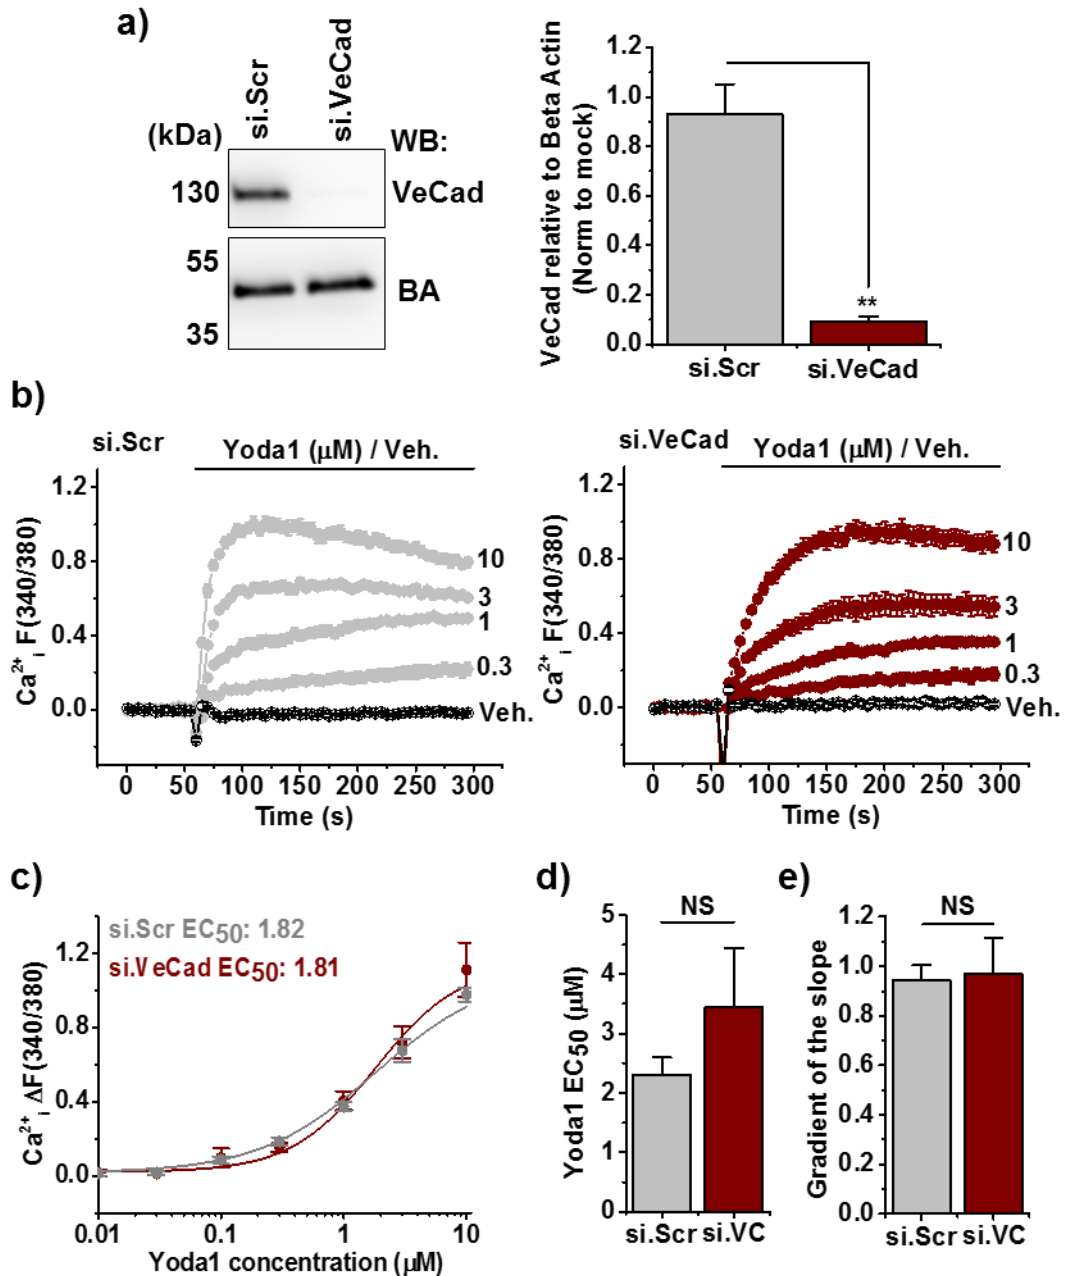 a)
si.Scr
si.VeCad
(kDa)
WB:
130
VeCad
55
BA
35
VeCad relative to Beta Actin
(Norm to mock)
1.2
1.0
0.8
0.6
0.4
0.2
0.0
**
si.Scr
si.VeCad
b)
si.Scr
Yoda1 (μM) / Veh.
Ca²⁺ᵢ F(340/380)
1.2
0.8
0.4
0.0
10
3
1
0.3
Veh.
0 50 100 150 200 250 300
Time (s)
si.VeCad
Yoda1 (μM) / Veh.
Ca²⁺ᵢ F(340/380)
1.2
0.8
0.4
0.0
10
3
1
0.3
Veh.
0 50 100 150 200 250 300
Time (s)
c)
si.Scr EC₅₀: 1.82
si.VeCad EC₅₀: 1.81
Ca²⁺ᵢ ΔF(340/380)
1.2
0.8
0.4
0.0
0.01 0.1 1 10
Yoda1 concentration (μM)
d)
NS
Yoda1 EC₅₀ (μM)
5
4
3
2
1
0
si.Scr si.VC
e)
NS
Gradient of the slope
1.2
1.0
0.8
0.6
0.4
0.2
0.0
si.Scr si.VC